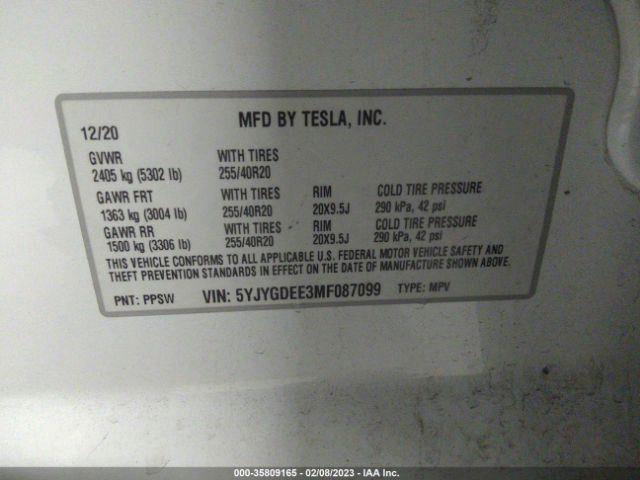 MFD BY TESLA, INC.
12/20
GVWR WITH TIRES
2405 kg (5302 lb) 255/40R20
GAWR FRT WITH TIRES RIM COLD TIRE PRESSURE
1363 kg (3004 lb) 255/40R20 20X9.5J 290 kPa, 42 psi
GAWR RR WITH TIRES RIM COLD TIRE PRESSURE
1500 kg (3306 lb) 255/40R20 20X9.5J 290 kPa, 42 psi
THIS VEHICLE CONFORMS TO ALL APPLICABLE U.S. FEDERAL MOTOR VEHICLE SAFETY AND
THEFT PREVENTION STANDARDS IN EFFECT ON THE DATE OF MANUFACTURE SHOWN ABOVE.
PNT: PPSW VIN: 5YJYGDEE3MF087099 TYPE: MPV
000-35809165 - 02/08/2023 - IAA Inc.